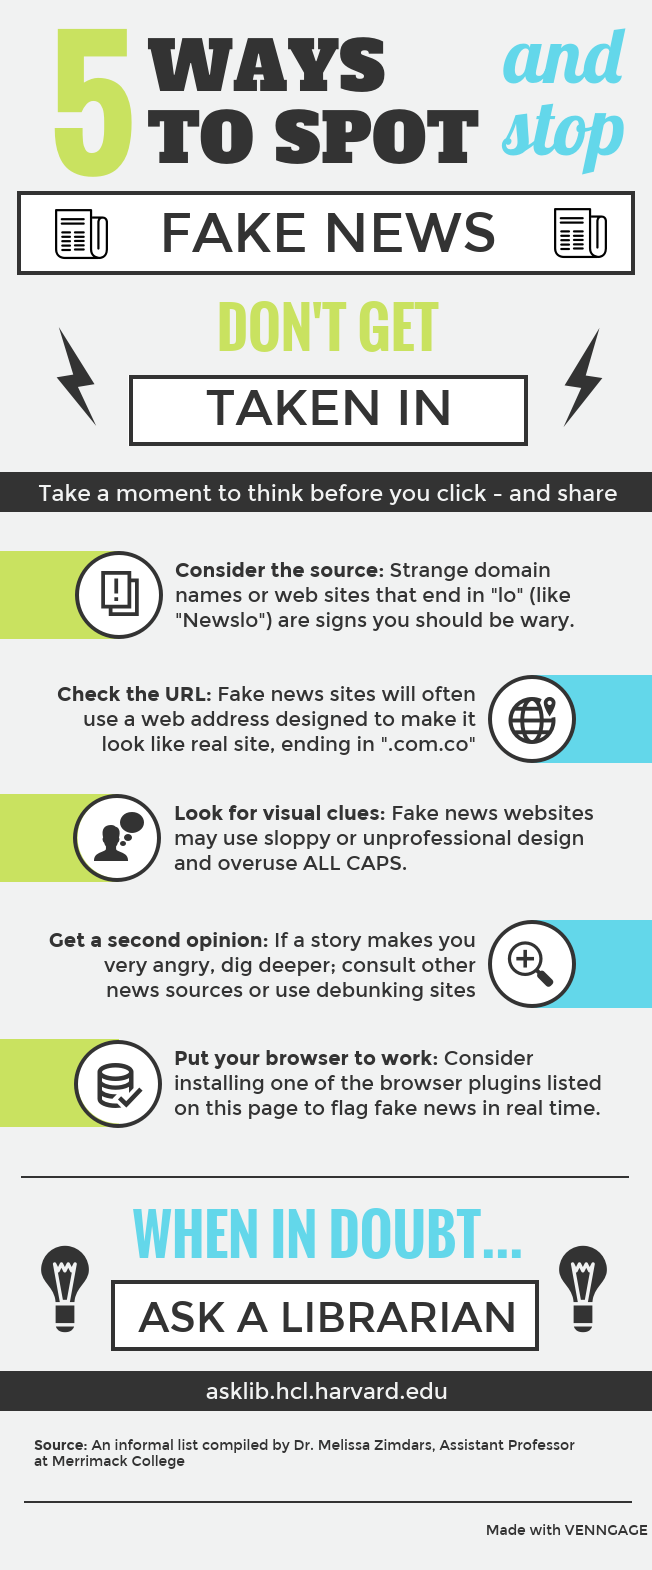 5 WAYS and
TO SPOT stop
FAKE NEWS
DON'T GET
TAKEN IN
Take a moment to think before you click - and share
Consider the source: Strange domain
names or web sites that end in "lo" (like
"Newslo") are signs you should be wary.
Check the URL: Fake news sites will often
use a web address designed to make it
look like real site, ending in ".com.co"
Look for visual clues: Fake news websites
may use sloppy or unprofessional design
and overuse ALL CAPS.
Get a second opinion: If a story makes you
very angry, dig deeper; consult other
news sources or use debunking sites
Put your browser to work: Consider
installing one of the browser plugins listed
on this page to flag fake news in real time.
WHEN IN DOUBT...
ASK A LIBRARIAN
asklib.hcl.harvard.edu
Source: An informal list compiled by Dr. Melissa Zimdars, Assistant Professor
at Merrimack College
Made with VENNGAGE